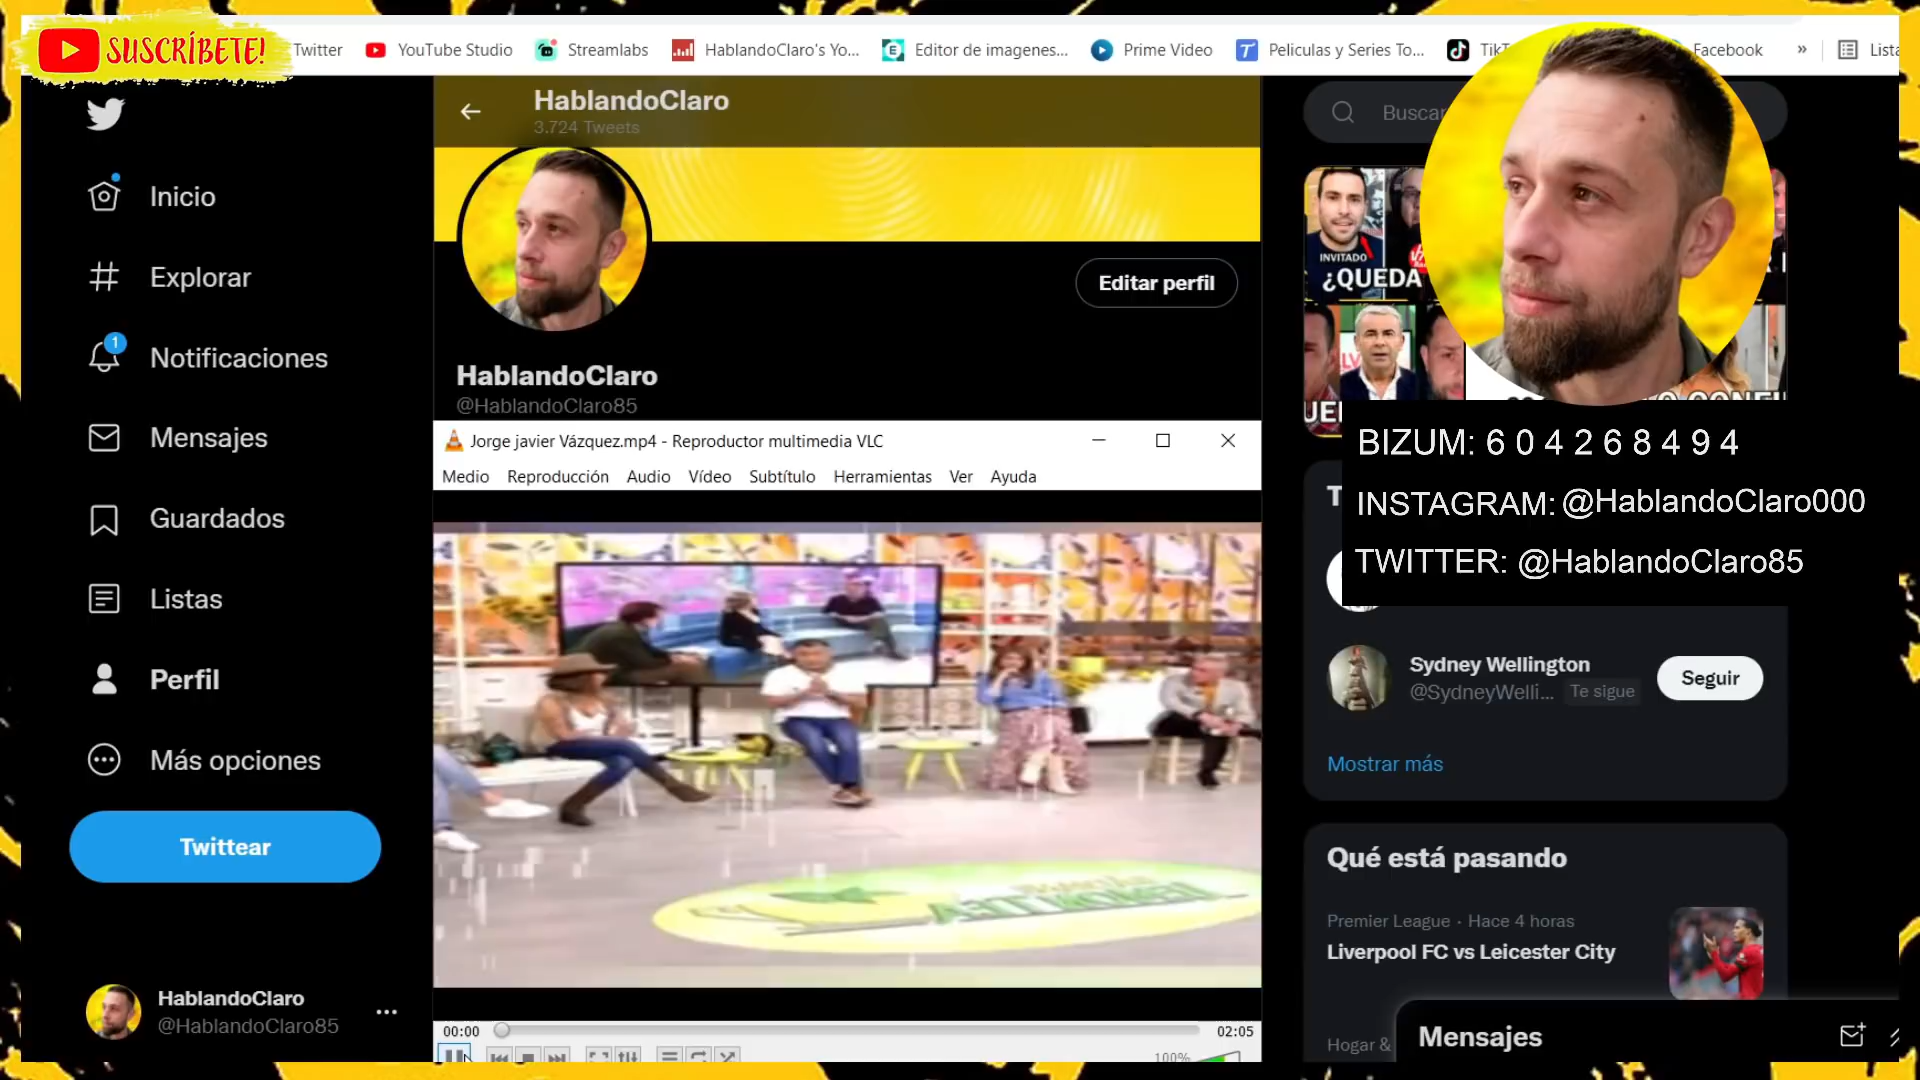 SUSCRÍBETE!
Twitter
YouTube Studio
Streamlabs
HablandoClaro's Yo...
Editor de imagenes...
Prime Video
Peliculas y Series To...
Facebook
»
HablandoClaro
3.724 Tweets
Inicio
Explorar
1
Notificaciones
Mensajes
Guardados
Listas
Perfil
Más opciones
Twittear
HablandoClaro
@HablandoClaro85
Editar perfil
HablandoClaro
@HablandoClaro85
Jorge javier Vázquez.mp4 - Reproductor multimedia VLC
Medio Reproducción Audio Vídeo Subtítulo Herramientas Ver Ayuda
00:00
02:05
100%
INVITADO
¿QUEDA
BIZUM: 6 0 4 2 6 8 4 9 4
INSTAGRAM: @HablandoClaro000
TWITTER: @HablandoClaro85
Sydney Wellington
@SydneyWelli... Te sigue
Seguir
Mostrar más
Qué está pasando
Premier League · Hace 4 horas
Liverpool FC vs Leicester City
Hogar &
Mensajes